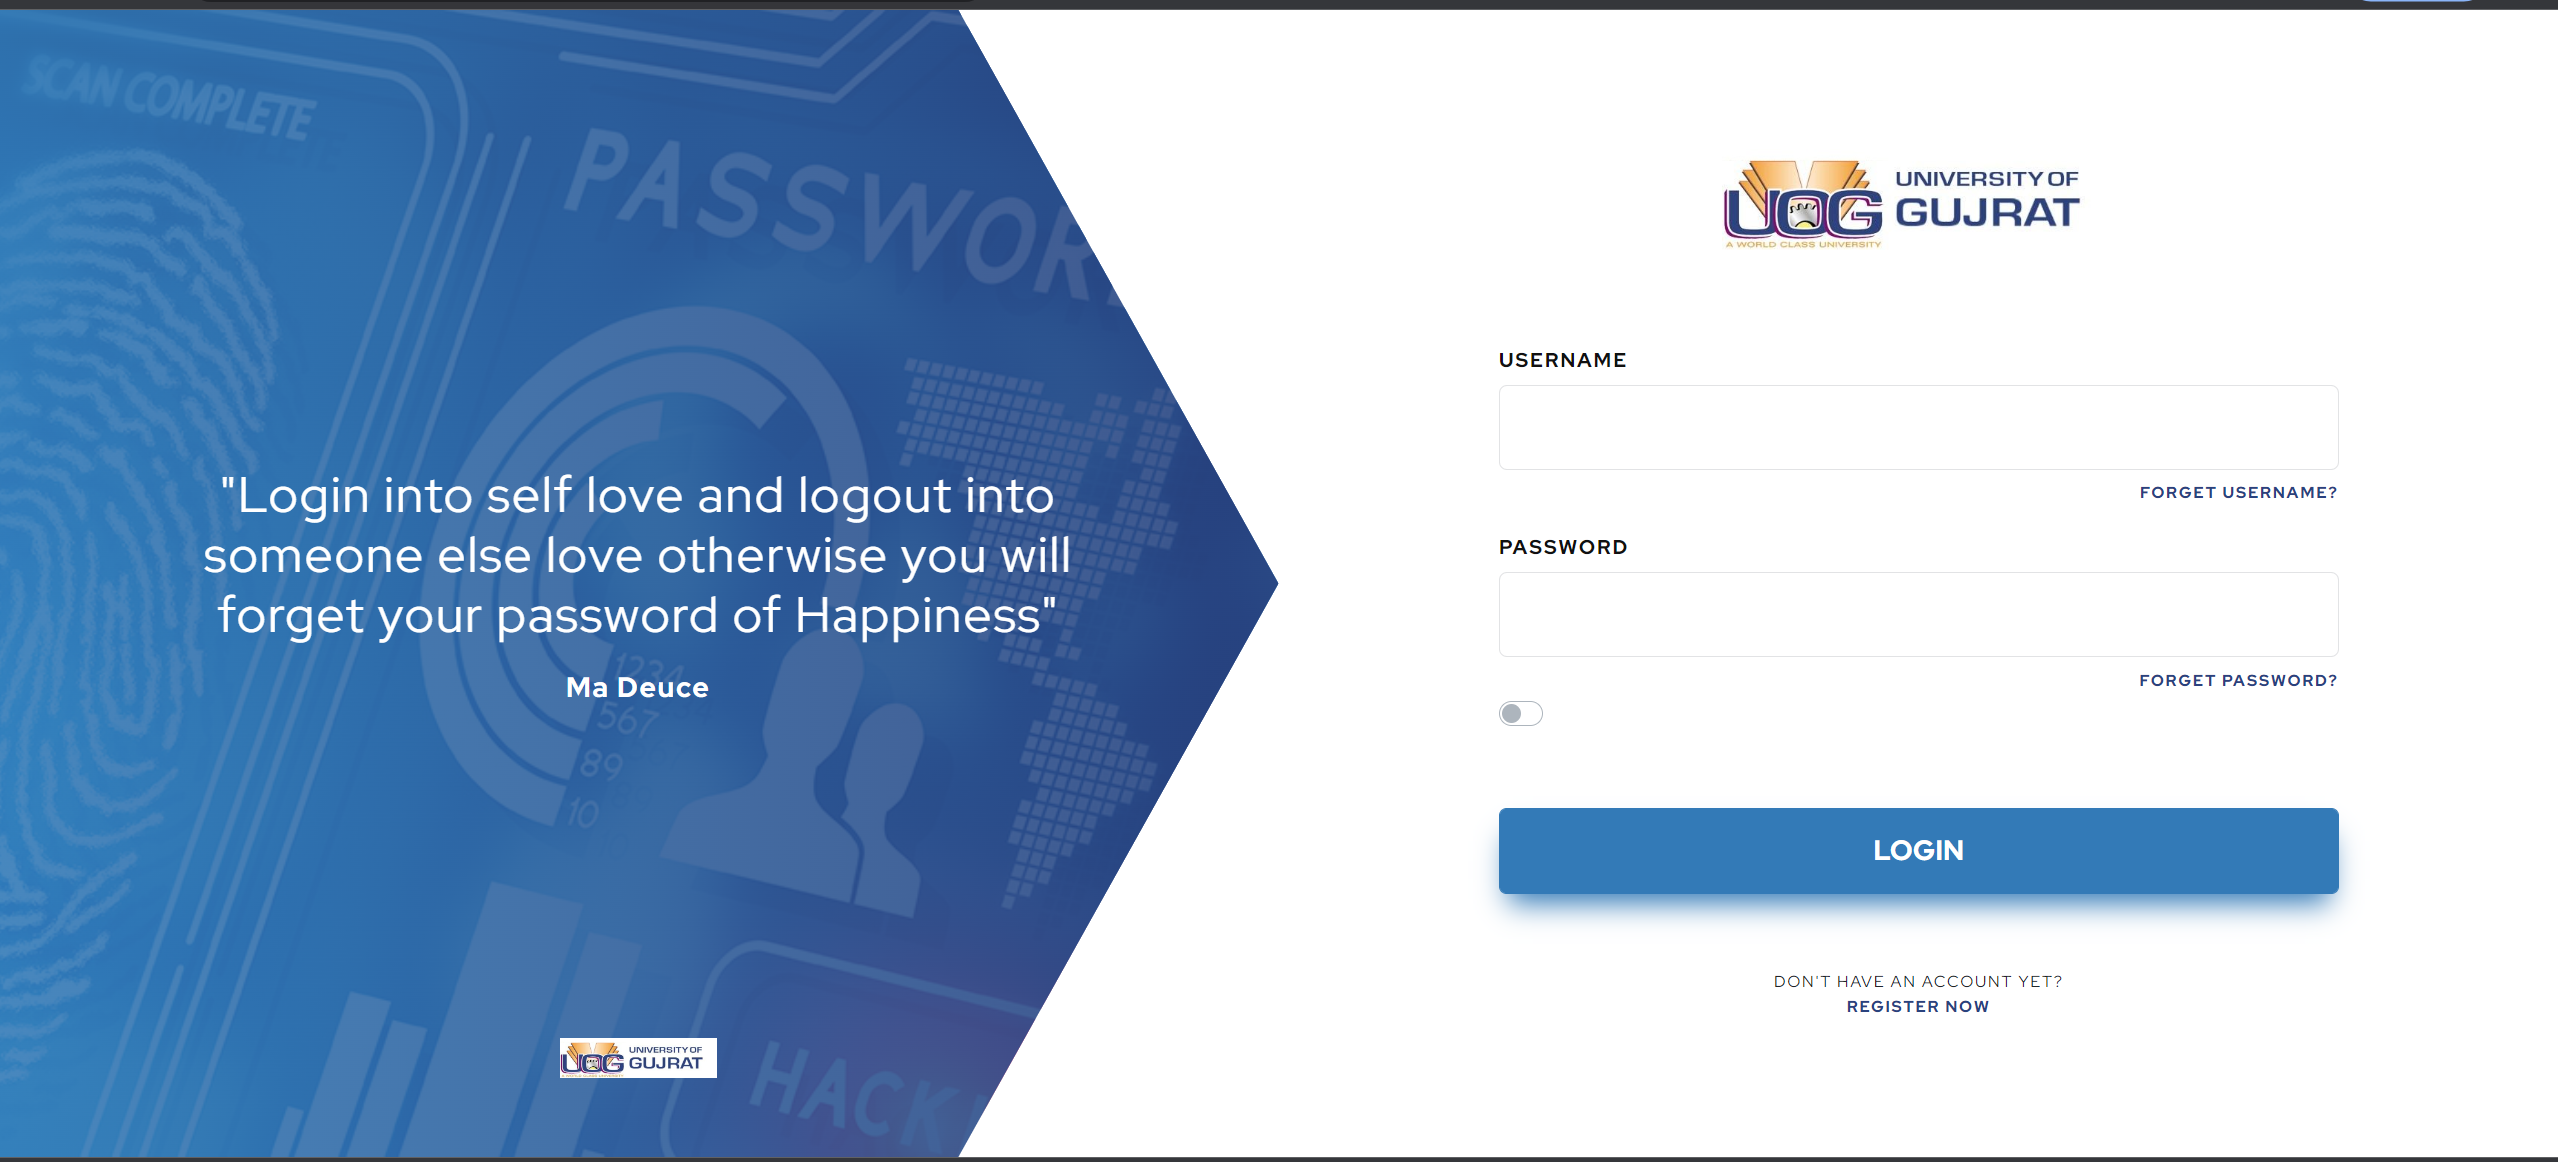 SCAN COMPLETE
PASSWOR
"Login into self love and logout into
someone else love otherwise you will
forget your password of Happiness"
Ma Deuce
1234
567
89
10
HACK
UOG UNIVERSITY OF
GUJRAT
UOG UNIVERSITY OF
GUJRAT
A WORLD CLASS UNIVERSITY
USERNAME
FORGET USERNAME?
PASSWORD
FORGET PASSWORD?
LOGIN
DON'T HAVE AN ACCOUNT YET?
REGISTER NOW